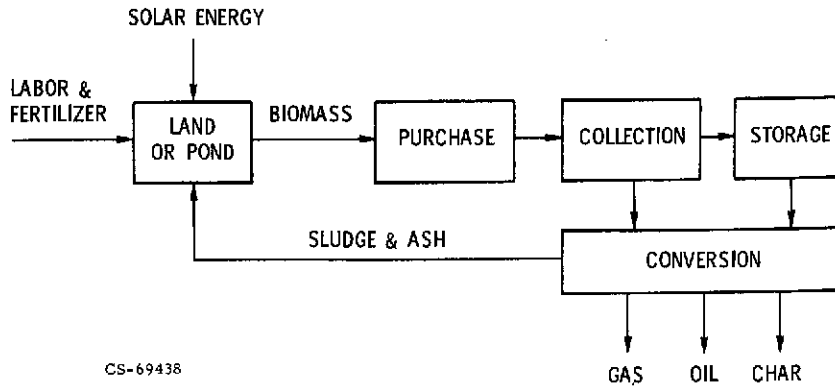 SOLAR ENERGY
LABOR &
FERTILIZER
LAND
OR POND
BIOMASS
PURCHASE
COLLECTION
STORAGE
SLUDGE & ASH
CONVERSION
GAS
OIL
CHAR
CS-69438